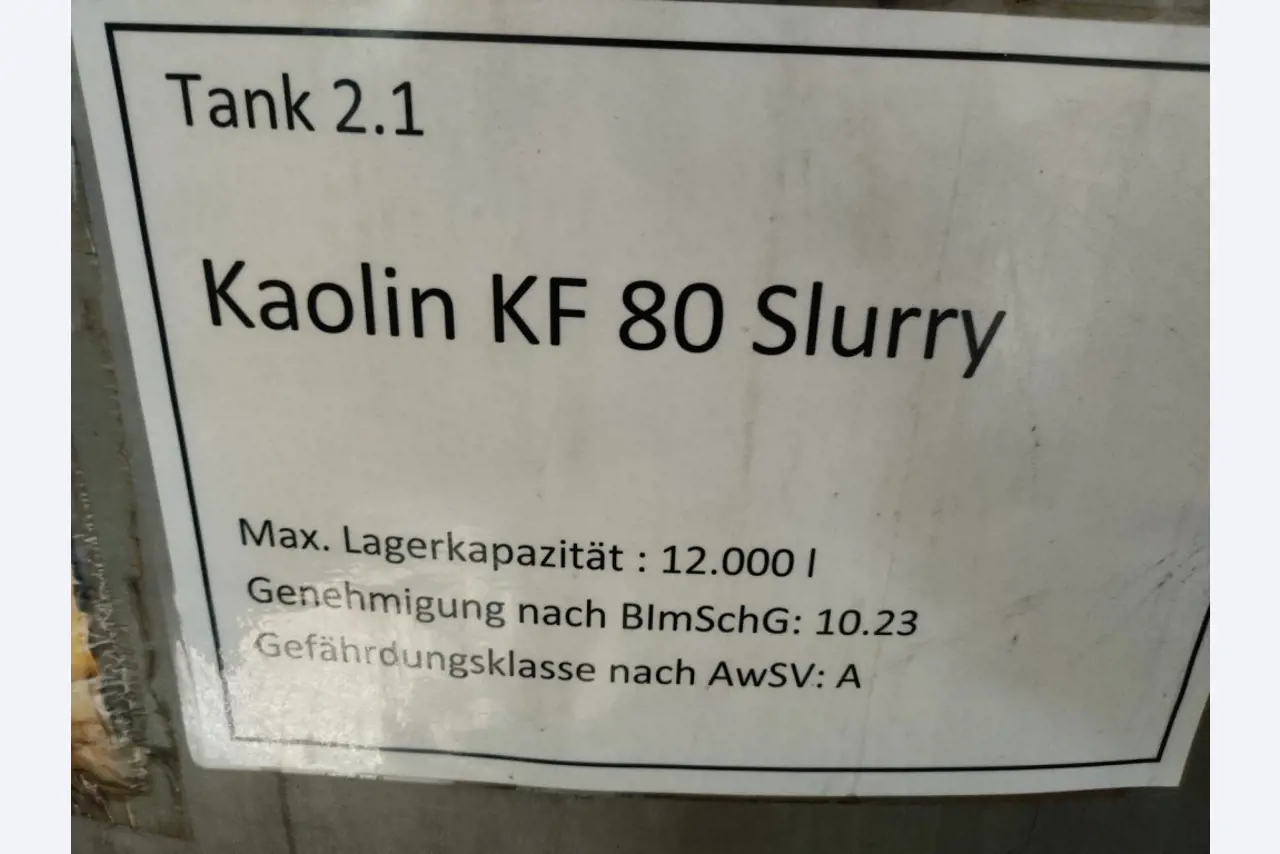 Tank 2.1
Kaolin KF 80 Slurry
Max. Lagerkapazität : 12.000 l
Genehmigung nach BImSchG: 10.23
Gefährdungsklasse nach AwSV: A